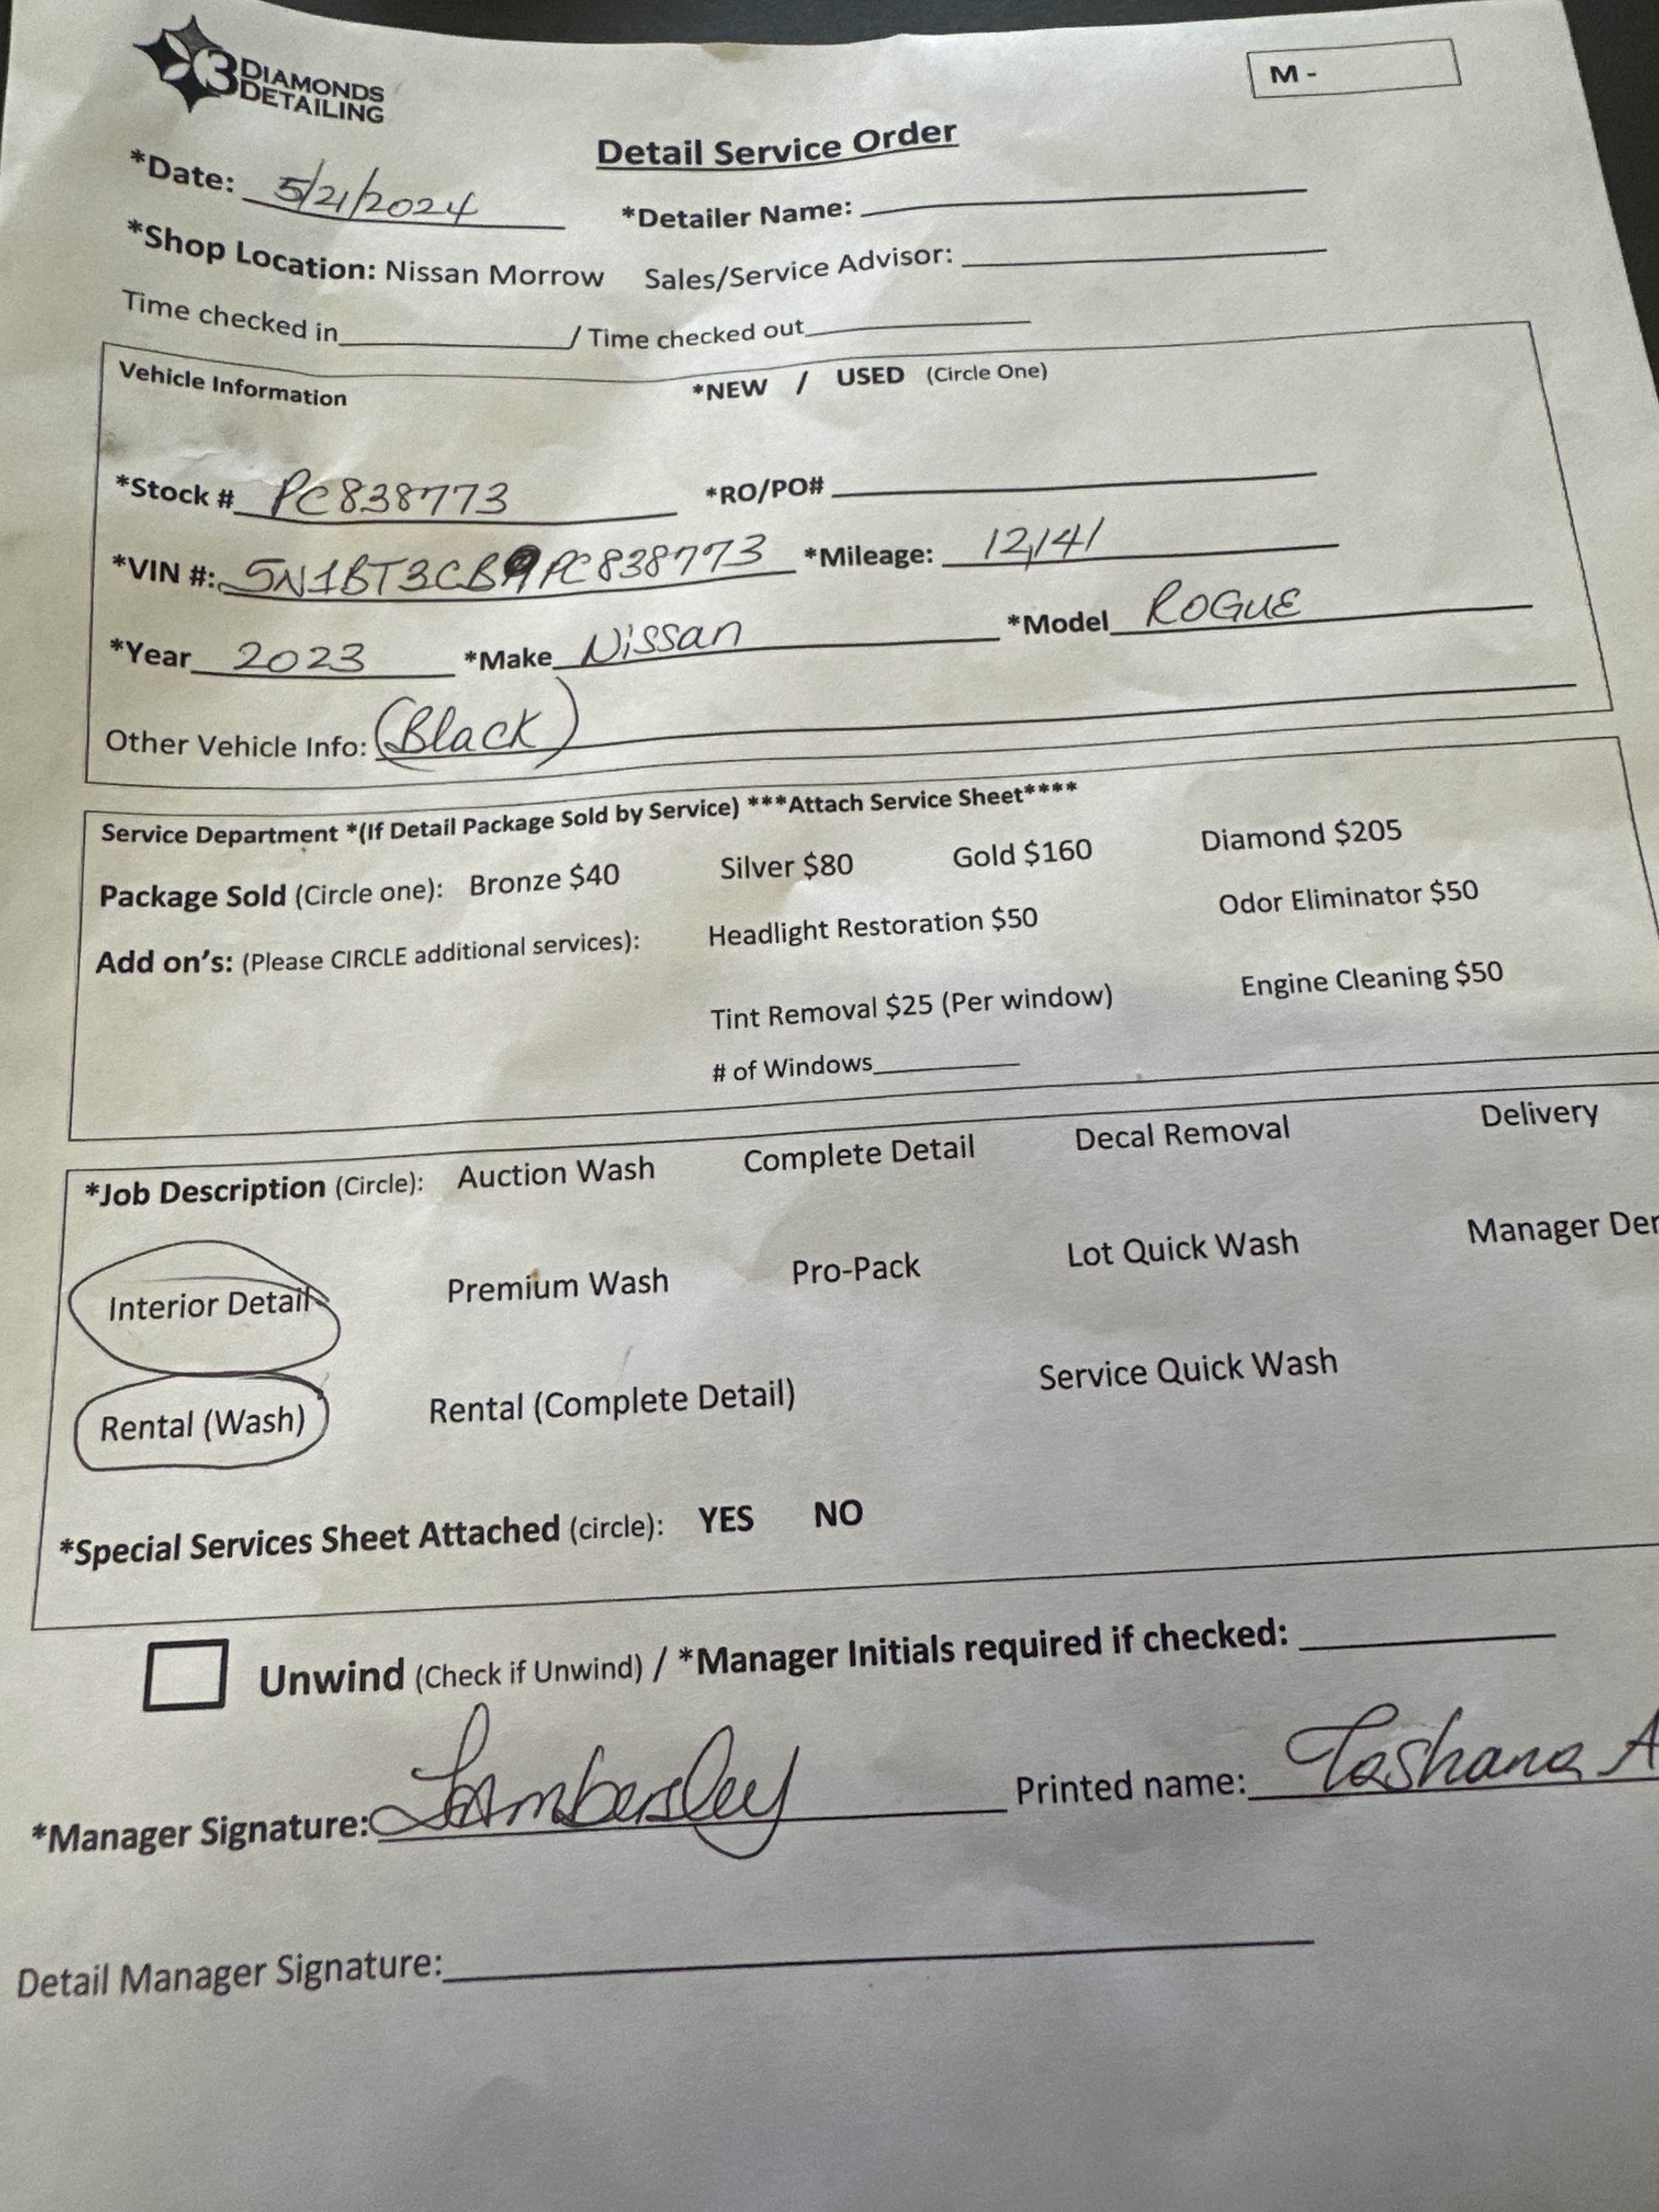 3 DIAMONDS
DETAILING
M -
Detail Service Order
*Date: 5/21/2024 *Detailer Name:
*Shop Location: Nissan Morrow Sales/Service Advisor:
Time checked in / Time checked out
Vehicle Information *NEW / USED (Circle One)
*Stock # PC838773 *RO/PO#
*VIN #: 5N1BT3CB9PC838773 *Mileage: 12,141
*Year 2023 *Make Nissan *Model ROGUE
Other Vehicle Info: (Black)
Service Department *(If Detail Package Sold by Service) ***Attach Service Sheet****
Package Sold (Circle one): Bronze $40 Silver $80 Gold $160 Diamond $205
Add on's: (Please CIRCLE additional services): Headlight Restoration $50 Odor Eliminator $50
Tint Removal $25 (Per window) Engine Cleaning $50
# of Windows
*Job Description (Circle): Auction Wash Complete Detail Decal Removal Delivery
Interior Detail Premium Wash Pro-Pack Lot Quick Wash Manager Der
Rental (Wash) Rental (Complete Detail) Service Quick Wash
*Special Services Sheet Attached (circle): YES NO
Unwind (Check if Unwind) / *Manager Initials required if checked:
*Manager Signature: Printed name: Tashana A
Detail Manager Signature: